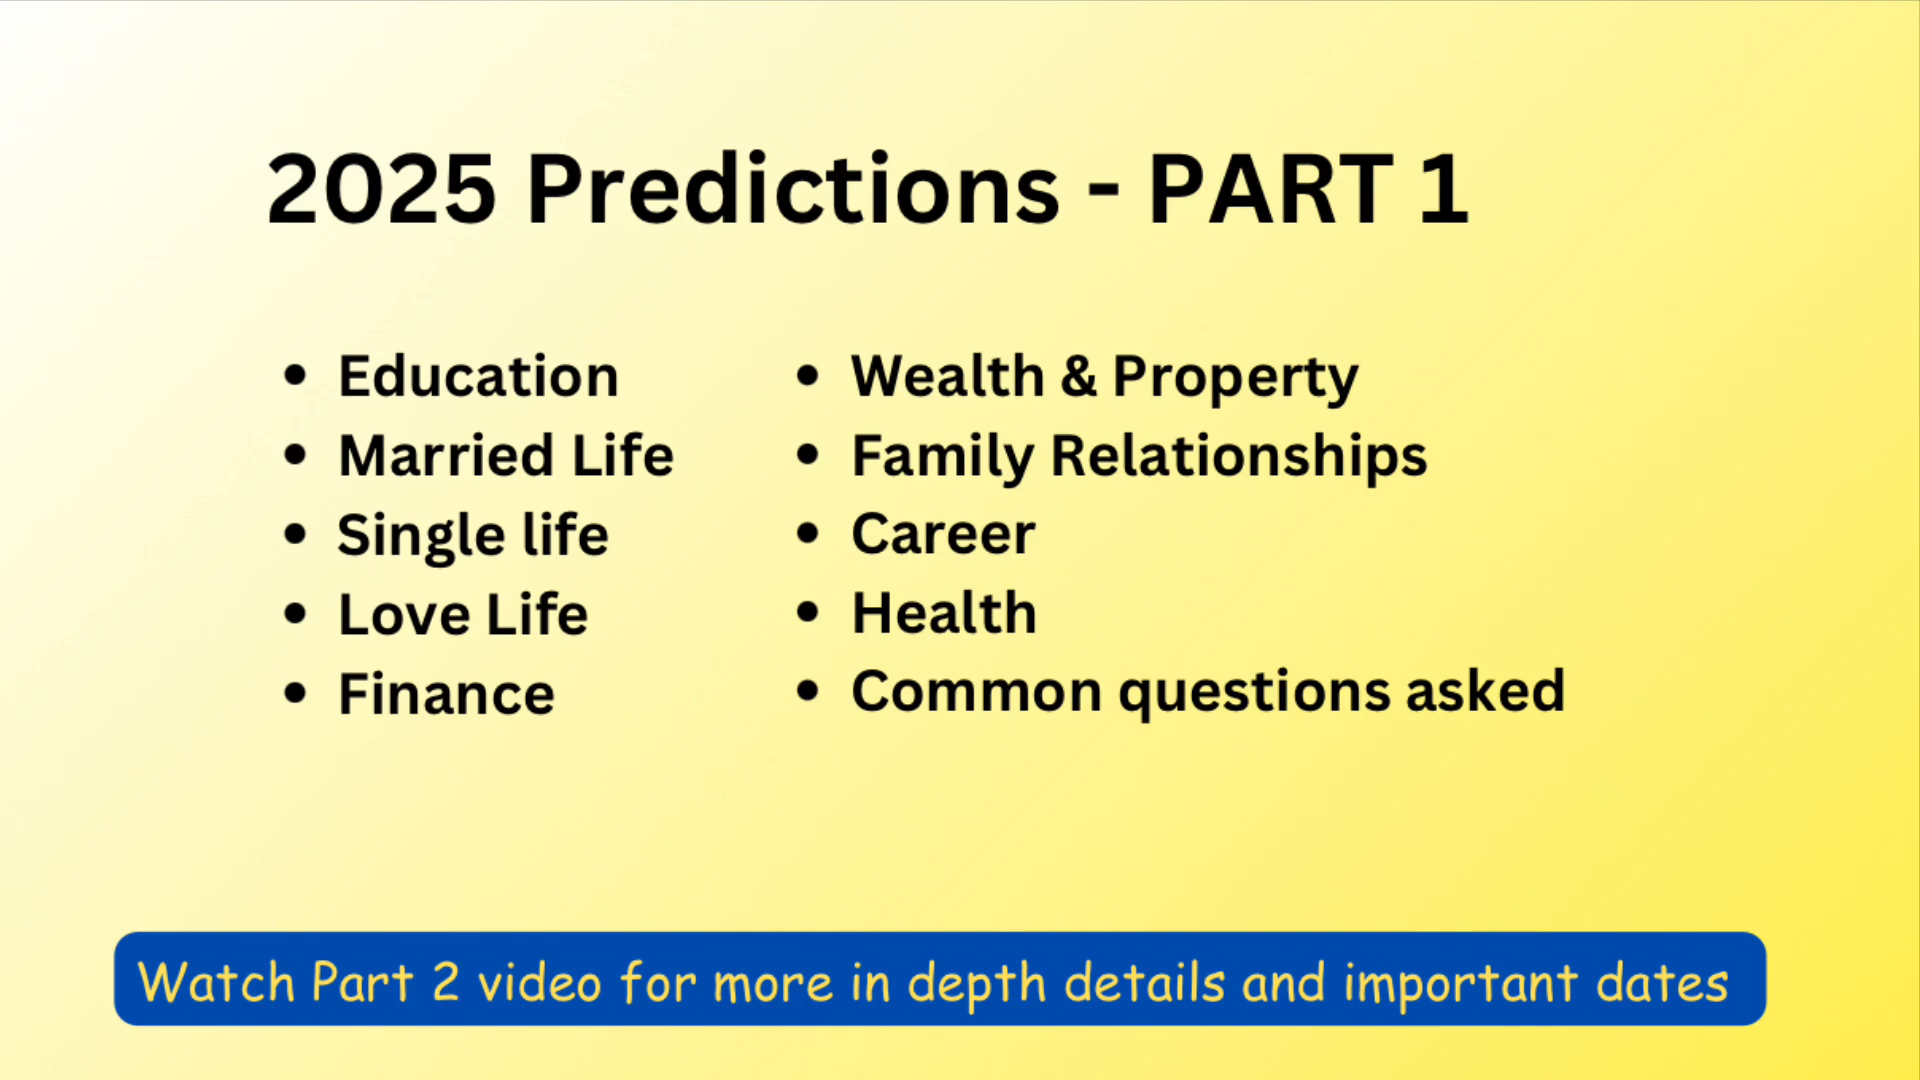 2025 Predictions - PART 1
• Education
• Married Life
• Single life
• Love Life
• Finance
• Wealth & Property
• Family Relationships
• Career
• Health
• Common questions asked
Watch Part 2 video for more in depth details and important dates